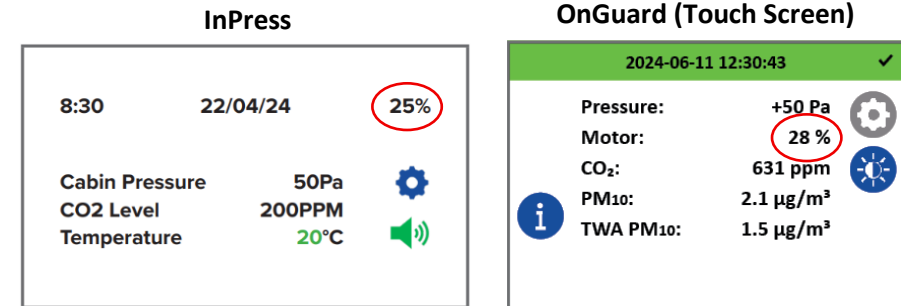 InPress
8:30 22/04/24 25%
Cabin Pressure 50Pa
CO2 Level 200PPM
Temperature 20°C
OnGuard (Touch Screen)
2024-06-11 12:30:43 ✓
Pressure: +50 Pa
Motor: 28 %
CO₂: 631 ppm
PM10: 2.1 µg/m³
i
TWA PM10: 1.5 µg/m³